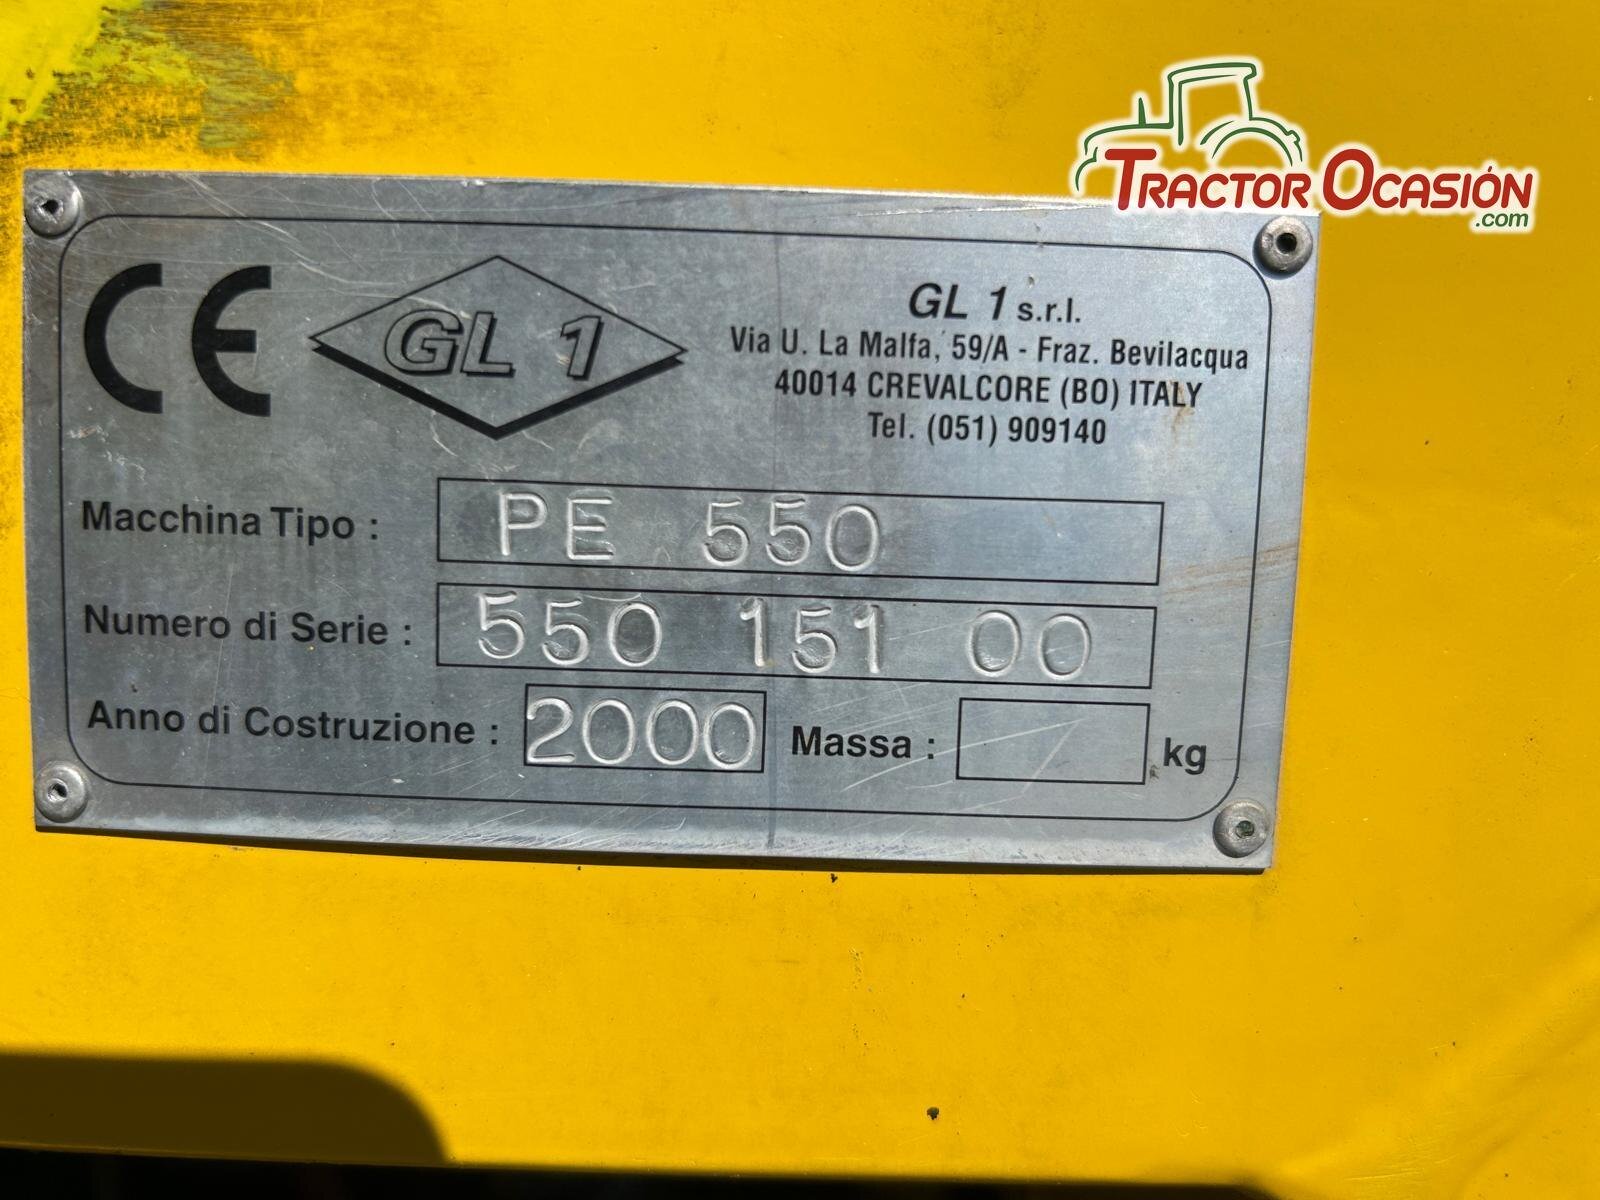 TRACTOR OCASIÓN
.com
CE
GL 1
GL 1 s.r.l.
Via U. La Malfa, 59/A - Fraz. Bevilacqua
40014 CREVALCORE (BO) ITALY
Tel. (051) 909140
Macchina Tipo : PE 550
Numero di Serie : 550 151 00
Anno di Costruzione : 2000 Massa : kg